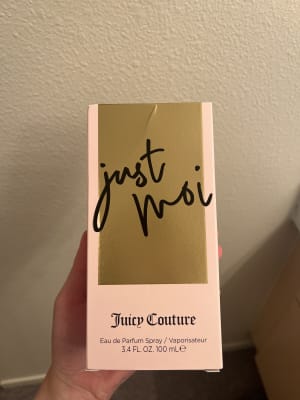 just
moi
Juicy Couture
Eau de Parfum Spray / Vaporisateur
3.4 FL. OZ. 100 mL℮